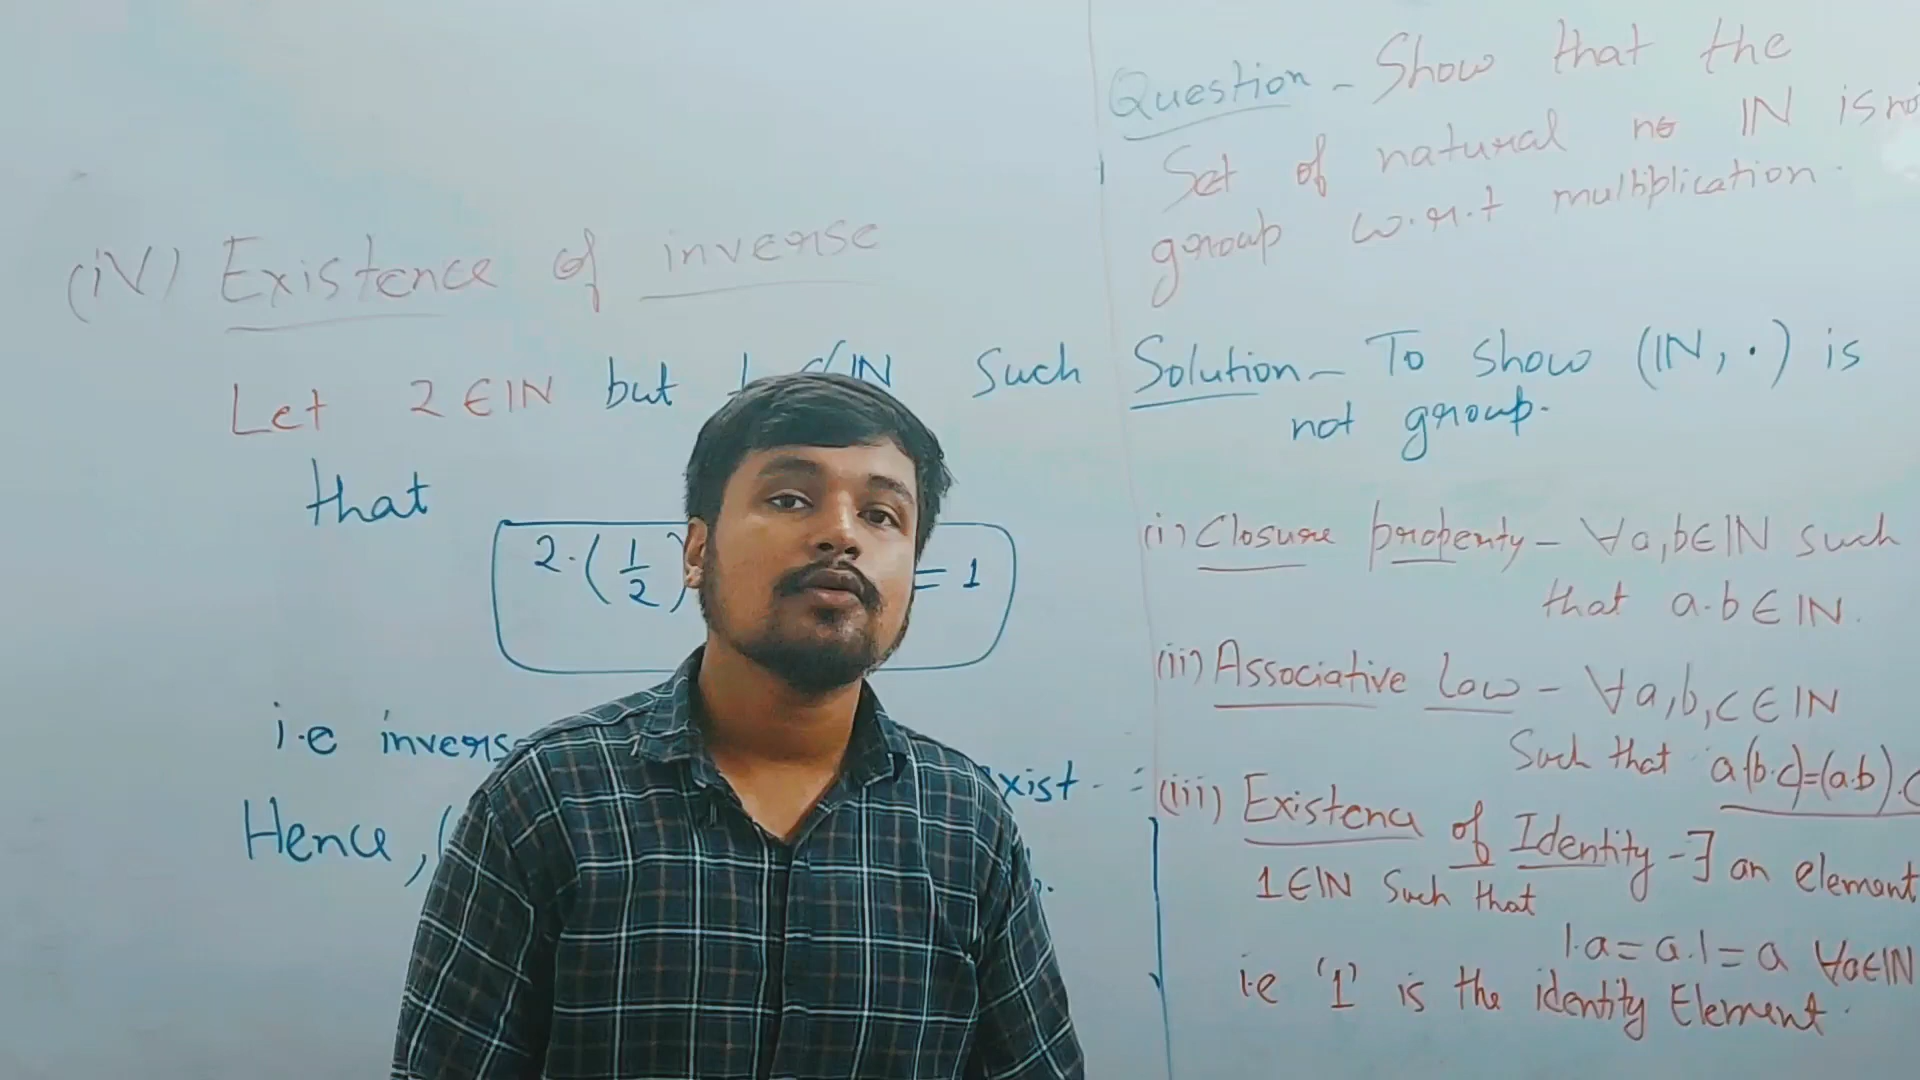 Question - Show that the
Set of natural no IN is
group w.r.t multiplication.
Solution - To show (IN, ·) is
not group.
(i) Closure property - ∀a,b∈IN such
that a.b ∈ IN.
(ii) Associative Law - ∀a,b,c ∈ IN
Such that a(b.c)=(a.b).C
(iii) Existence of Identity - ∃ an element
1∈IN Such that
1.a = a.1 = a ∀a∈IN
i.e '1' is the identity Element.
(iv) Existence of inverse
Let 2 ∈ IN but ∉ IN Such
that
2·(1/2) = 1
i.e
Hence, (